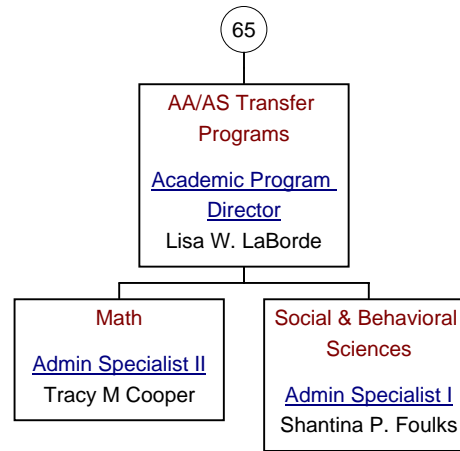 65
AA/AS Transfer
Programs
Academic Program
Director
Lisa W. LaBorde
Math
Admin Specialist II
Tracy M Cooper
Social & Behavioral
Sciences
Admin Specialist I
Shantina P. Foulks